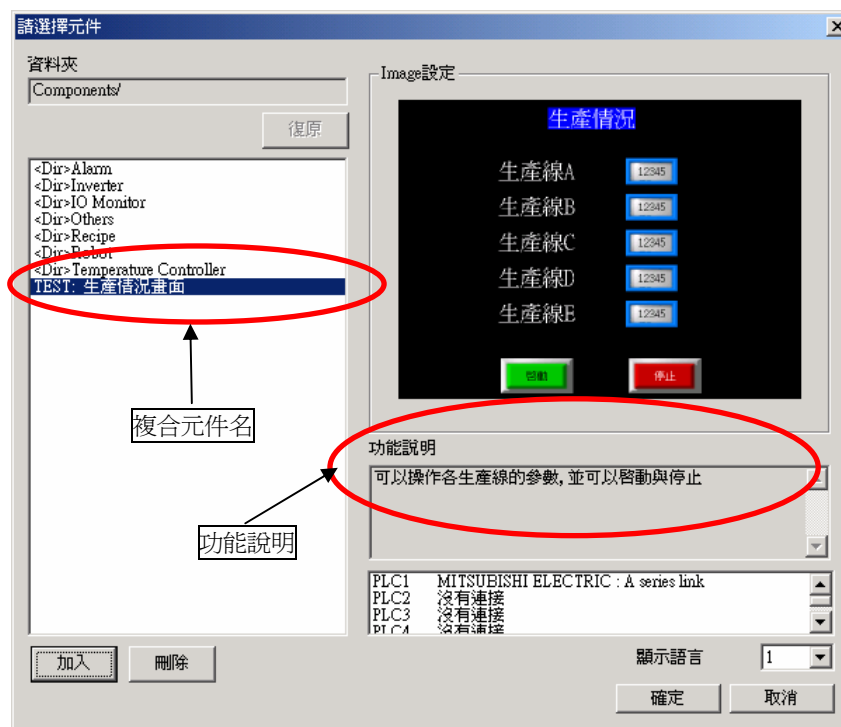 請選擇元件
資料夾
Components/
復原
<Dir>Alarm
<Dir>Inverter
<Dir>IO Monitor
<Dir>Others
<Dir>Recipe
<Dir>Robot
<Dir>Temperature Controller
TEST: 生產情況畫面
複合元件名
功能說明
加入
刪除
Image設定
生產情況
生產線A 12345
生產線B 12345
生產線C 12345
生產線D 12345
生產線E 12345
啓動 停止
功能說明
可以操作各生產線的參數, 並可以啓動與停止
PLC1 MITSUBISHI ELECTRIC : A series link
PLC2 沒有連接
PLC3 沒有連接
PLC4 沒有連接
顯示語言 1
確定 取消